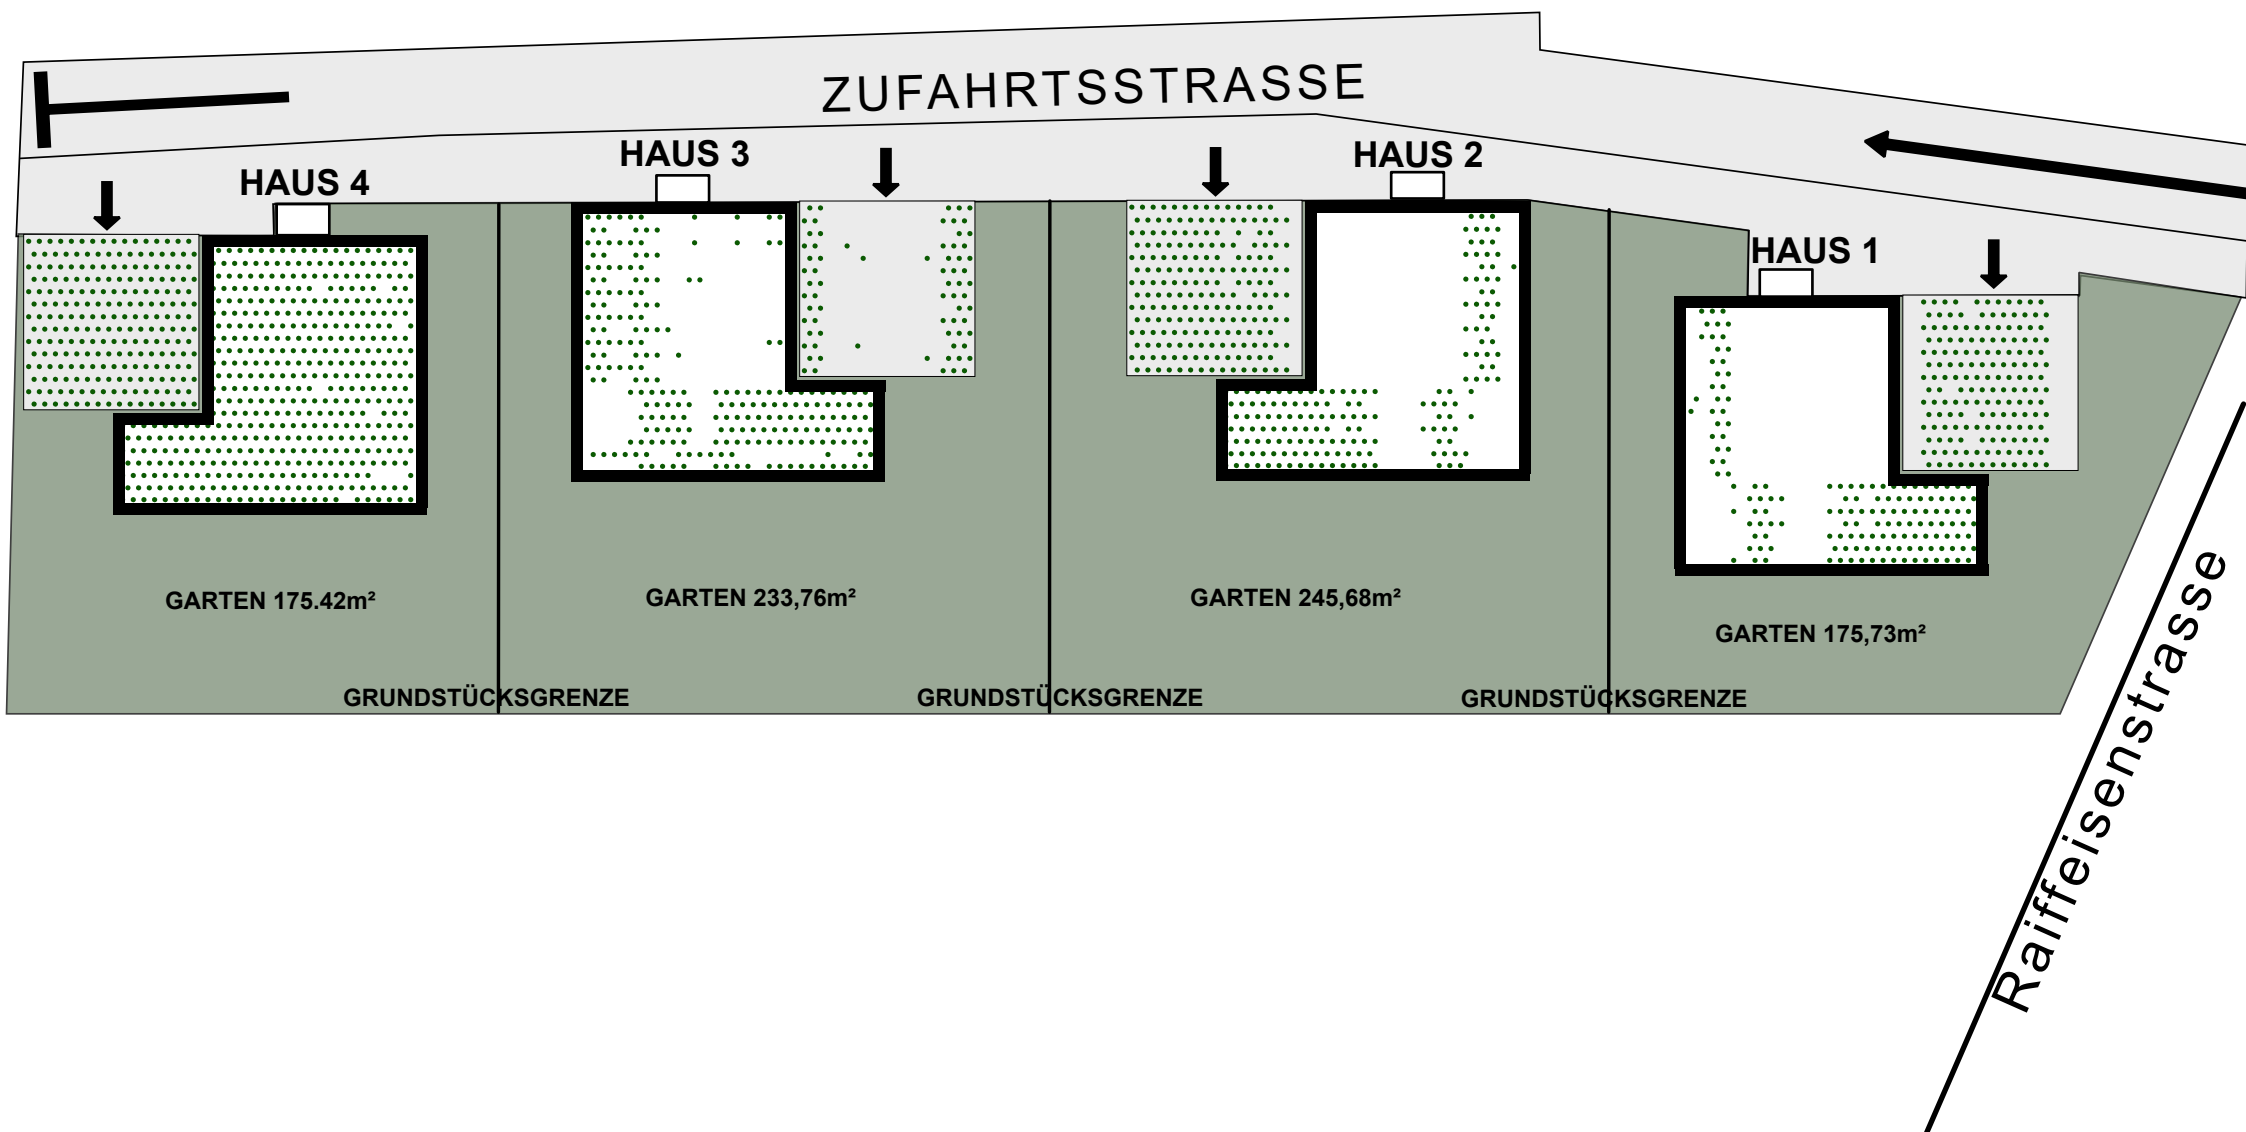 ZUFAHRTSSTRASSE
HAUS 4
HAUS 3
HAUS 2
HAUS 1
GARTEN 175.42m²
GARTEN 233,76m²
GARTEN 245,68m²
GARTEN 175,73m²
GRUNDSTÜCKSGRENZE
GRUNDSTÜCKSGRENZE
GRUNDSTÜCKSGRENZE
Raiffeisenstrasse